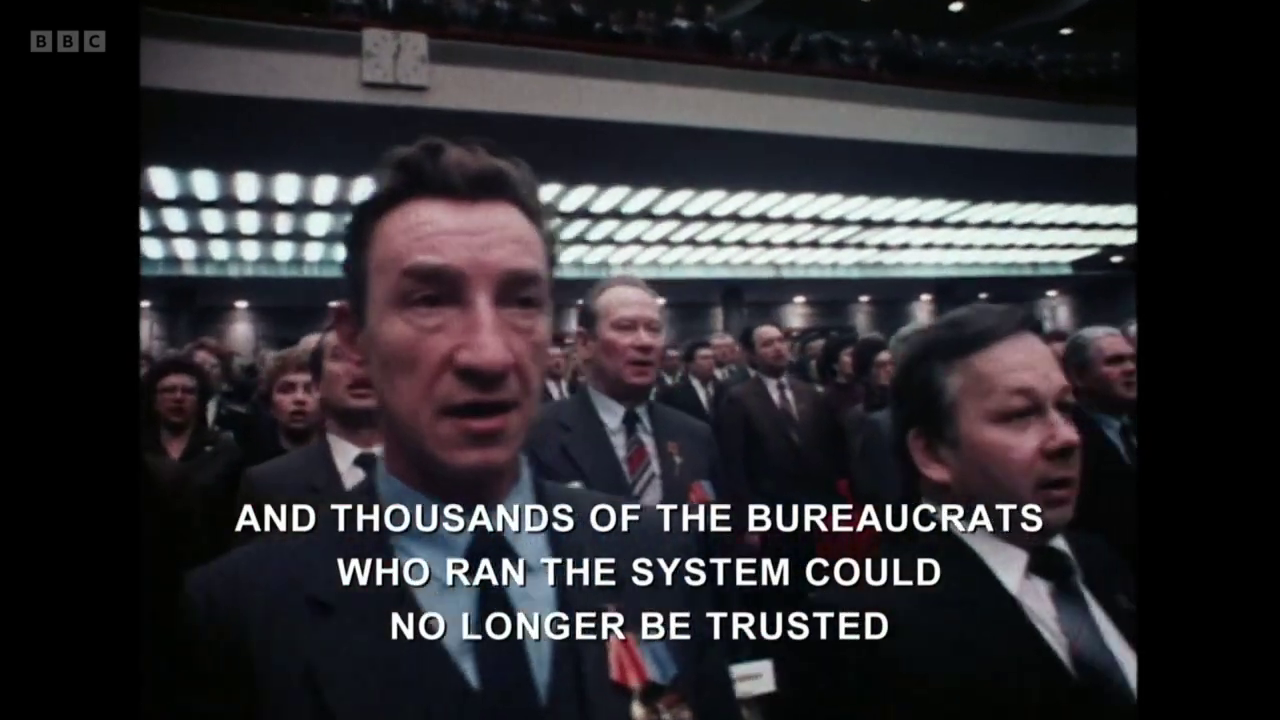 BBC
AND THOUSANDS OF THE BUREAUCRATS
WHO RAN THE SYSTEM COULD
NO LONGER BE TRUSTED